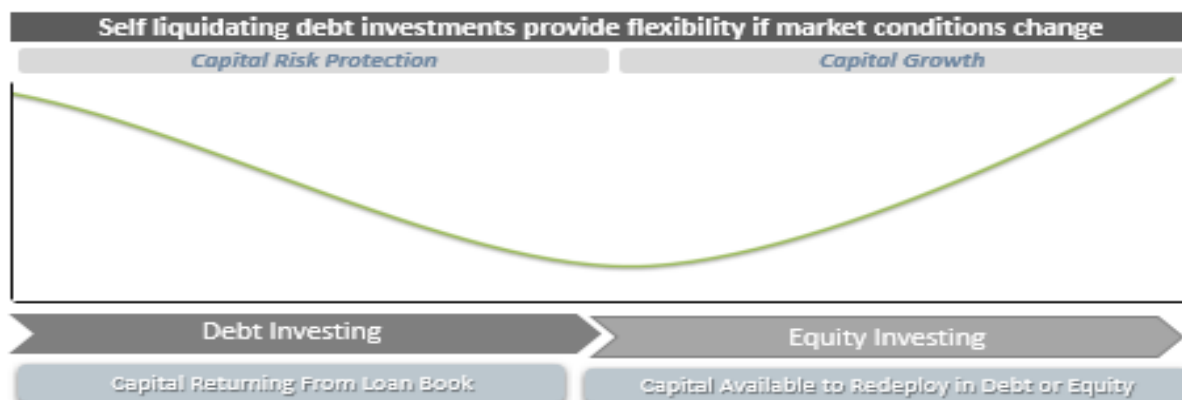 Self liquidating debt investments provide flexibility if market conditions change
Capital Risk Protection
Capital Growth
Debt Investing
Equity Investing
Capital Returning From Loan Book
Capital Available to Redeploy in Debt or Equity